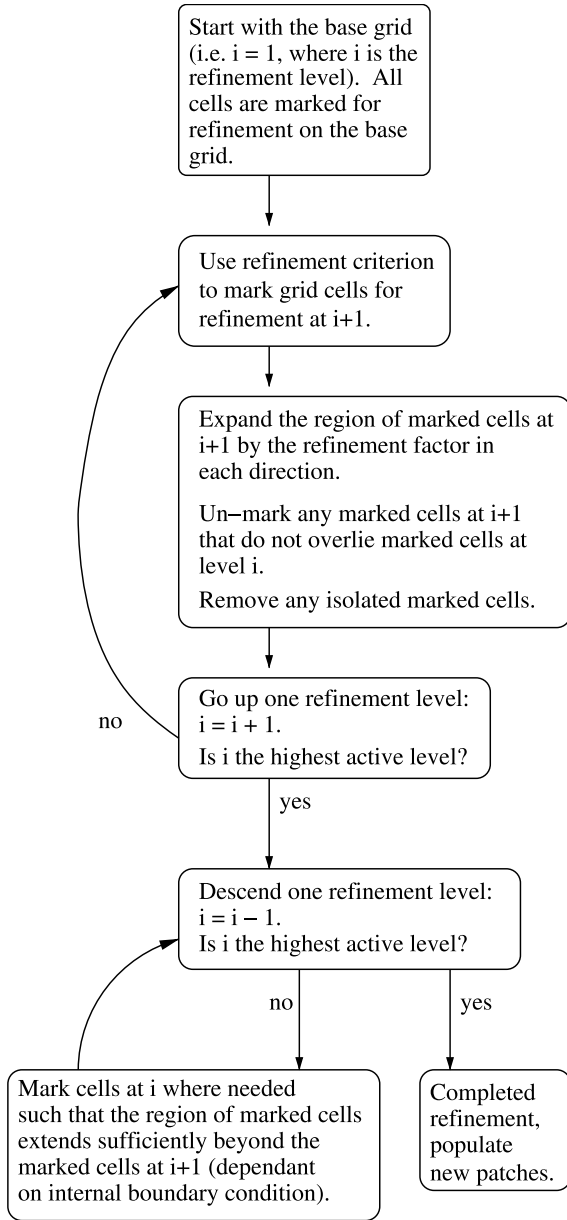 Start with the base grid
(i.e. i = 1, where i is the
refinement level).  All
cells are marked for
refinement on the base
grid.
Use refinement criterion
to mark grid cells for
refinement at i+1.
Expand the region of marked cells at
i+1 by the refinement factor in
each direction.
Un−mark any marked cells at i+1
that do not overlie marked cells at
level i.
Remove any isolated marked cells.
Go up one refinement level:
i = i + 1.
Is i the highest active level?
no
yes
Descend one refinement level:
i = i − 1.
Is i the highest active level?
no
yes
Mark cells at i where needed
such that the region of marked cells
extends sufficiently beyond the
marked cells at i+1 (dependant
on internal boundary condition).
Completed
refinement,
populate
new patches.